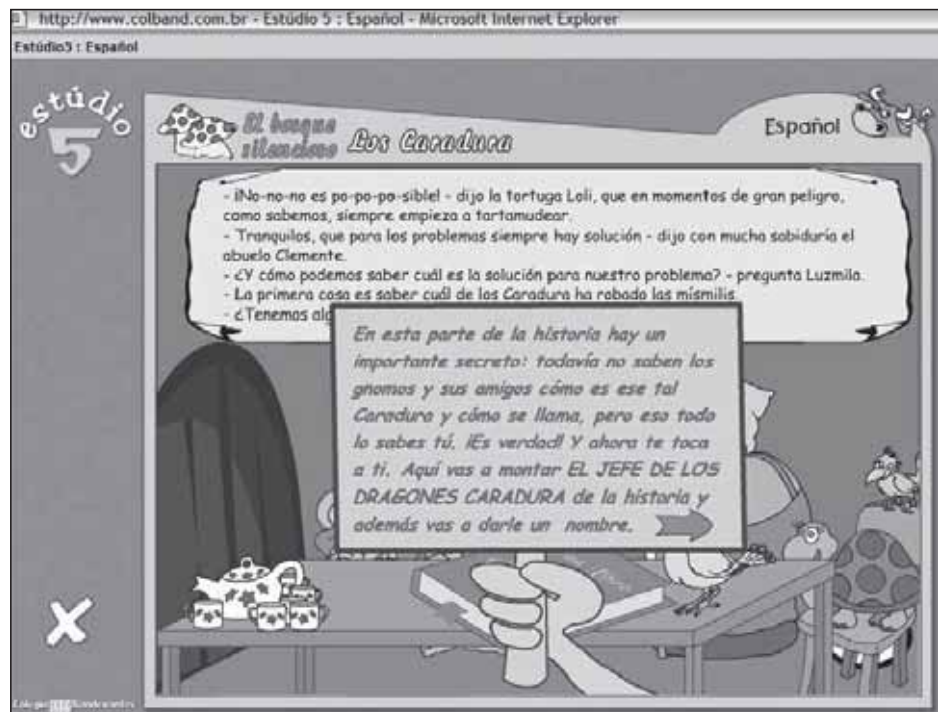 http://www.colband.com.br - Estúdio 5 : Español - Microsoft Internet Explorer
Estúdio5 : Español
estúdio
5
El bosque
silencioso
Los Caradura
Español
- ¡No-no-no es po-po-po-sible! - dijo la tortuga Loli, que en momentos de gran peligro,
como sabemos, siempre empieza a tartamudear.
- Tranquilos, que para los problemas siempre hay solución - dijo con mucha sabiduría el
abuelo Clemente.
- ¿Y cómo podemos saber cuál es la solución para nuestro problema? - pregunta Luzmila.
- La primera cosa es saber cuál de los Caradura ha robado las mísmilis.
- ¿Tenemos alg
En esta parte de la historia hay un
importante secreto: todavía no saben los
gnomos y sus amigos cómo es ese tal
Caradura y cómo se llama, pero eso todo
lo sabes tú. ¡Es verdad! Y ahora te toca
a ti. Aquí vas a montar EL JEFE DE LOS
DRAGONES CARADURA de la historia y
además vas a darle un nombre.
Colégio Bandeirantes